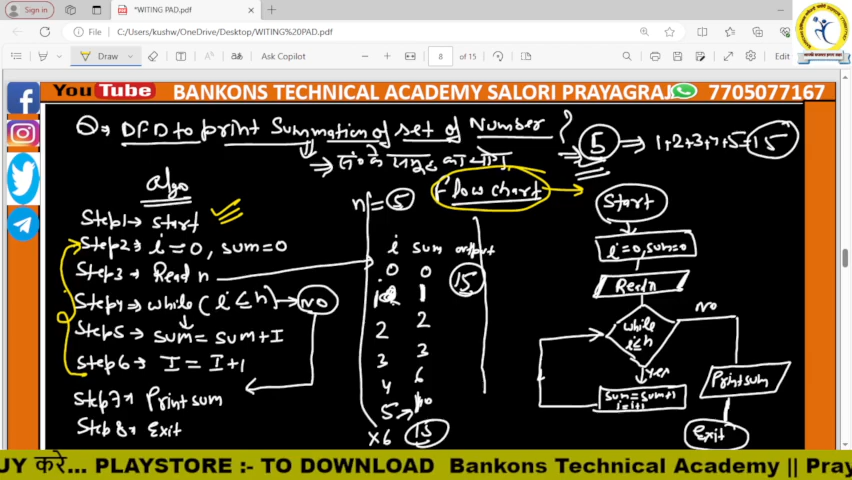 Sign in
*WITING PAD.pdf
File
C:/Users/kushw/OneDrive/Desktop/WITING%20PAD.pdf
Draw
Ask Copilot
8 of 15
Edit
YouTube BANKONS TECHNICAL ACADEMY SALORI PRAYAGRAJ 7705077167
Q⇒ DFD to print Summation of set of Number ?
5 ⇒ 1+2+3,+4+5=15
Algo
Step1→ Start
Step2→ i=0, sum=0
Step3→ Read n
Step4→ while (i≤n) → NO
Step5→ sum = sum+I
Step6→ I = I+1
Step7→ Print sum
Step8→ Exit
n = 5
i sum output
0 0 15
1 1
2 2
3 3
4 6
5 → 10
×6 15
Flow chart
Start
i=0, sum=0
Read n
while i≤n
No
yes
sum=sum+i
i=i+1
Print sum
Exit
UY करे... PLAYSTORE :- TO DOWNLOAD Bankons Technical Academy || Pray